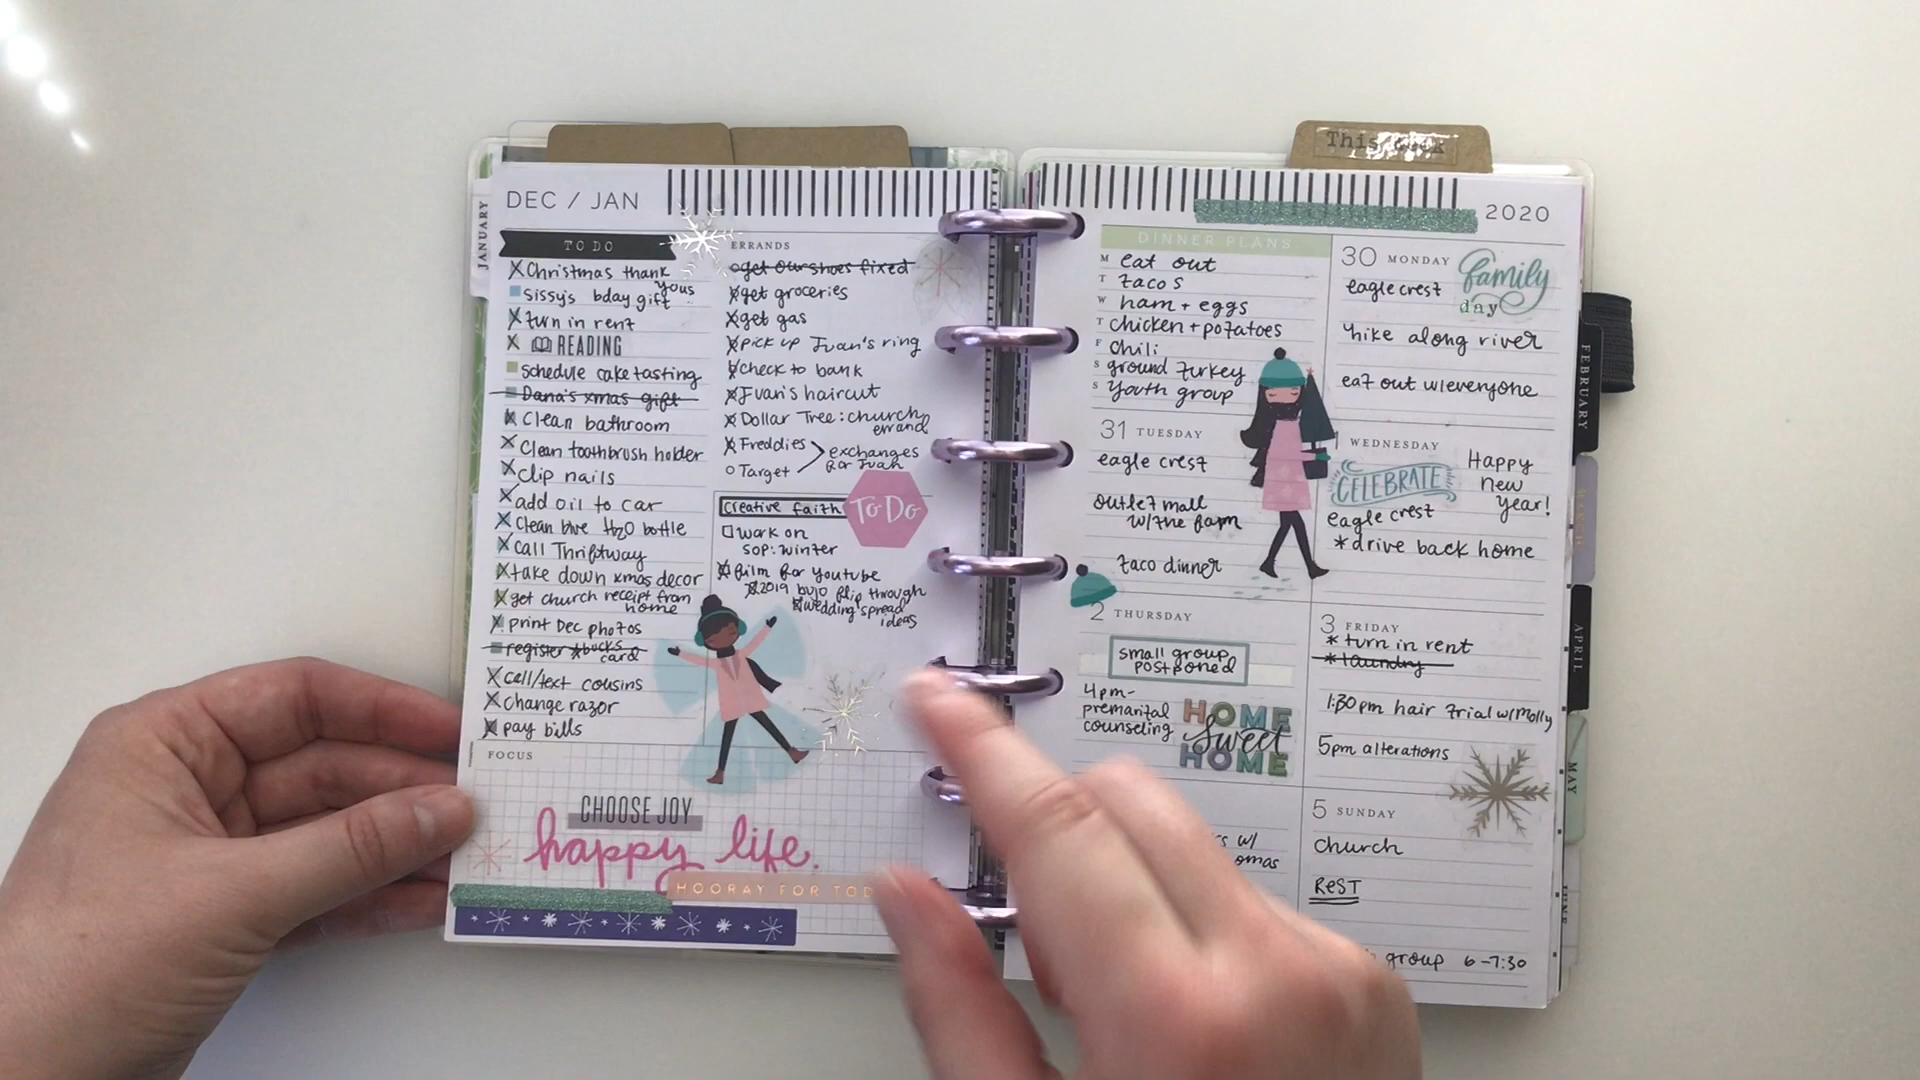 This Week
DEC / JAN
JANUARY
TO DO
X Christmas thank
yous
sissy's bday gift
X turn in rent
X READING
schedule cake tasting
Dana's xmas gift
X Clean bathroom
X Clean toothbrush holder
X Clip nails
X add oil to car
X Clean blue H2O bottle
X call Thriftway
X take down xmas decor
X get church receipt from
home
X print Dec photos
register *bucks
card
X call/text cousins
X change razor
X pay bills
ERRANDS
get our shoes fixed
X get groceries
X get gas
X pick up Juan's ring
X check to bank
X Juan's haircut
X Dollar Tree: church
errand
X Freddies
o Target
exchanges
for Juan
creative faith
To Do
work on
SOP: winter
X film for youtube
X 2019 bujo flip through
X wedding spread
ideas
FOCUS
CHOOSE JOY
happy life.
HOORAY FOR TOD
2020
DINNER PLANS
M eat out
T tacos
W ham + eggs
T chicken + potatoes
F chili
S ground turkey
S Youth group
30 MONDAY
family
day
eagle crest
hike along river
eat out w/everyone
31 TUESDAY
eagle crest
outlet mall
w/the fam
taco dinner
1 WEDNESDAY
CELEBRATE
Happy
new
year!
eagle crest
* drive back home
2 THURSDAY
small group
postponed
4pm-
premarital
counseling
HOME
Sweet
HOME
3 FRIDAY
* turn in rent
* laundry
1:30pm hair trial w/Molly
5pm alterations
w/
omas
5 SUNDAY
church
REST
group 6-7:30
FEBRUARY
MARCH
APRIL
MAY
JUNE